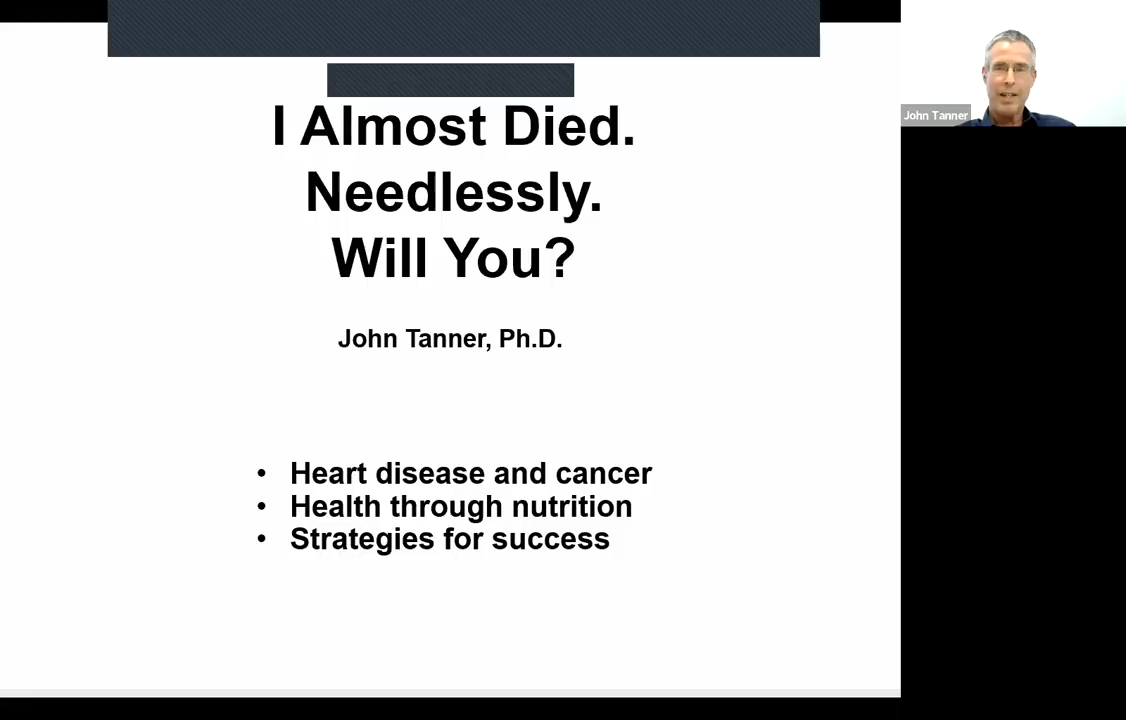 I Almost Died.
Needlessly.
Will You?
John Tanner, Ph.D.
• Heart disease and cancer
• Health through nutrition
• Strategies for success
John Tanner